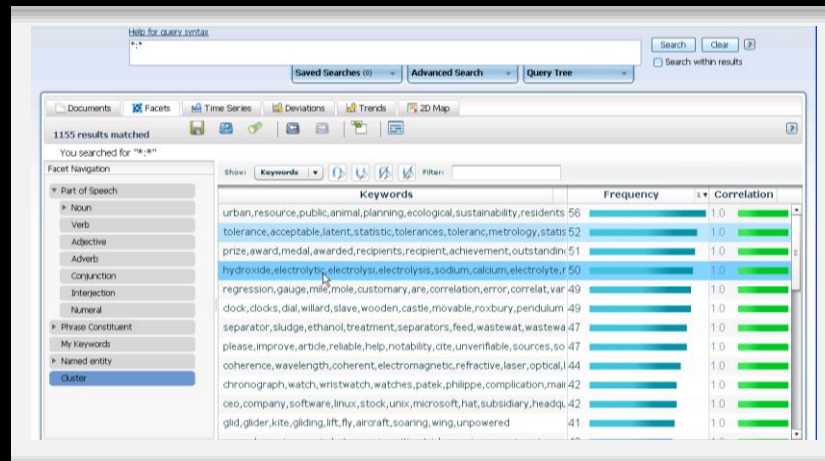 Help for query syntax
*:*
Search Clear ?
Search within results
Saved Searches (0) Advanced Search Query Tree
Documents Facets Time Series Deviations Trends 2D Map
1155 results matched ?
You searched for "*:*"
Facet Navigation
Show: Keywords Filter:
Part of Speech
Noun
Verb
Adjective
Adverb
Conjunction
Interjection
Numeral
Phrase Constituent
My Keywords
Named entity
Cluster
Keywords Frequency 1 Correlation
urban,resource,public,animal,planning,ecological,sustainability,residents 56 1.0
tolerance,acceptable,latent,statistic,tolerances,toleranc,metrology,statis 52 1.0
prize,award,medal,awarded,recipients,recipient,achievement,outstandin 51 1.0
hydroxide,electrolytic,electrolysi,electrolysis,sodium,calcium,electrolyte,r 50 1.0
regression,gauge,mile,mole,customary,are,correlation,error,correlat,var 49 1.0
clock,clocks,dial,willard,slave,wooden,castle,movable,roxbury,pendulum 49 1.0
separator,sludge,ethanol,treatment,separators,feed,wastewat,wastewa 47 1.0
please,improve,article,reliable,help,notability,cite,unverifiable,sources,so 47 1.0
coherence,wavelength,coherent,electromagnetic,refractive,laser,optical,l 44 1.0
chronograph,watch,wristwatch,watches,patek,philippe,complication,mair 42 1.0
ceo,company,software,linux,stock,unix,microsoft,hat,subsidiary,headqu 42 1.0
glid,glider,kite,gliding,lift,fly,aircraft,soaring,wing,unpowered 41 1.0